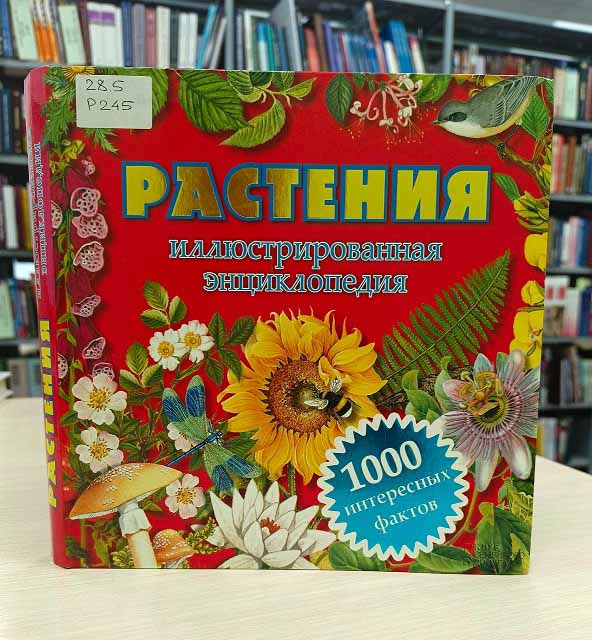 28.5
Р245
РАСТЕНИЯ
ИЛЛЮСТРИРОВАННАЯ
ЭНЦИКЛОПЕДИЯ
1000
интересных
фактов
РАСТЕНИЯ